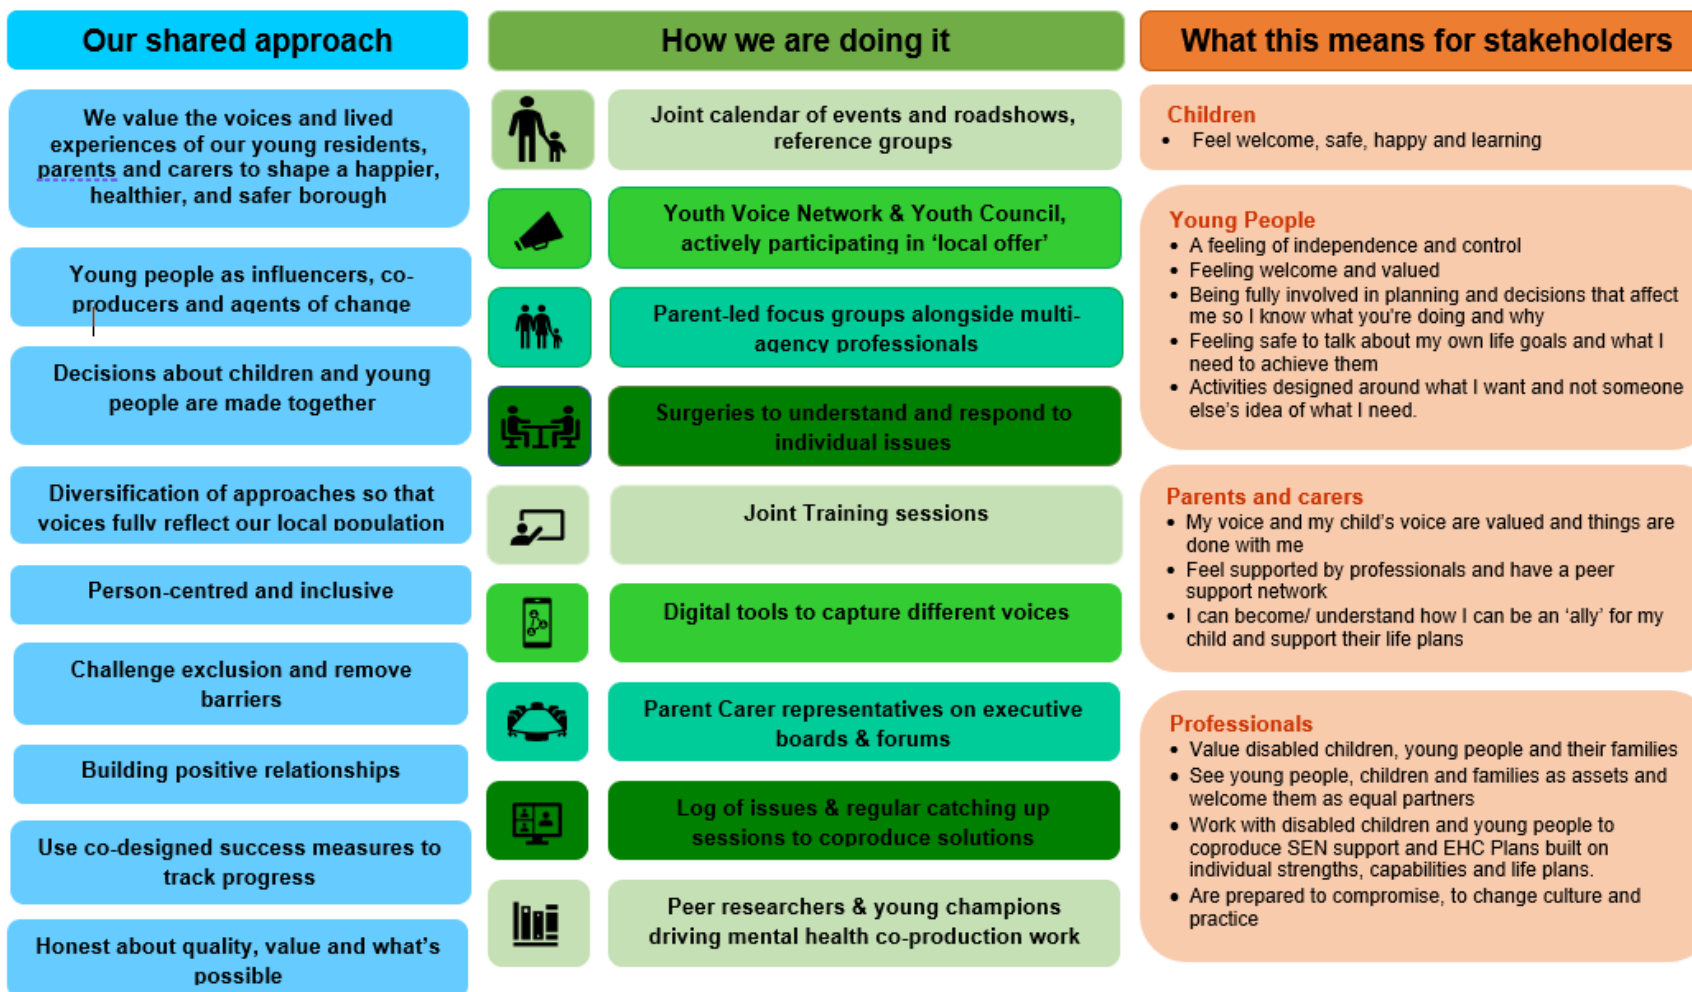 Our shared approach
We value the voices and lived
experiences of our young residents,
parents and carers to shape a happier,
healthier, and safer borough
Young people as influencers, co-
producers and agents of change
Decisions about children and young
people are made together
Diversification of approaches so that
voices fully reflect our local population
Person-centred and inclusive
Challenge exclusion and remove
barriers
Building positive relationships
Use co-designed success measures to
track progress
Honest about quality, value and what's
possible
How we are doing it
Joint calendar of events and roadshows,
reference groups
Youth Voice Network & Youth Council,
actively participating in ‘local offer’
Parent-led focus groups alongside multi-
agency professionals
Surgeries to understand and respond to
individual issues
Joint Training sessions
Digital tools to capture different voices
Parent Carer representatives on executive
boards & forums
Log of issues & regular catching up
sessions to coproduce solutions
Peer researchers & young champions
driving mental health co-production work
What this means for stakeholders
Children
• Feel welcome, safe, happy and learning
Young People
• A feeling of independence and control
• Feeling welcome and valued
• Being fully involved in planning and decisions that affect
me so I know what you're doing and why
• Feeling safe to talk about my own life goals and what I
need to achieve them
• Activities designed around what I want and not someone
else's idea of what I need.
Parents and carers
• My voice and my child's voice are valued and things are
done with me
• Feel supported by professionals and have a peer
support network
• I can become/ understand how I can be an ‘ally’ for my
child and support their life plans
Professionals
• Value disabled children, young people and their families
• See young people, children and families as assets and
welcome them as equal partners
• Work with disabled children and young people to
coproduce SEN support and EHC Plans built on
individual strengths, capabilities and life plans.
• Are prepared to compromise, to change culture and
practice